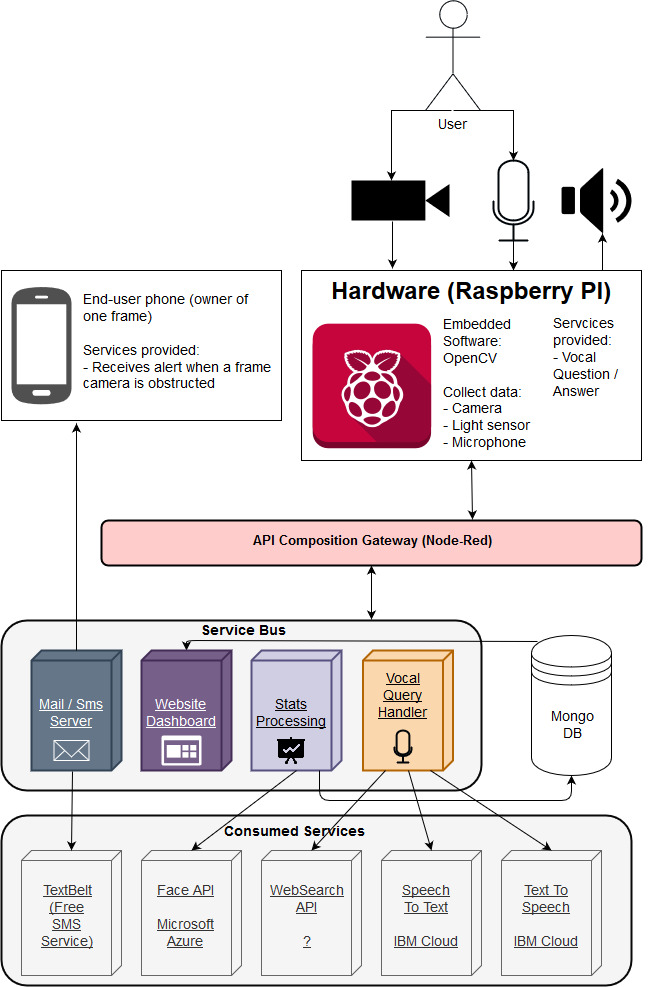 User
Hardware (Raspberry PI)
End-user phone (owner of
one frame)
Services provided:
- Receives alert when a frame
camera is obstructed
Embedded
Software:
OpenCV
Collect data:
- Camera
- Light sensor
- Microphone
Servcices
provided:
- Vocal
Question /
Answer
API Composition Gateway (Node-Red)
Service Bus
Mail / Sms
Server
Website
Dashboard
Stats
Processing
Vocal
Query
Handler
Mongo
DB
Consumed Services
TextBelt
(Free
SMS
Service)
Face API
Microsoft
Azure
WebSearch
API
?
Speech
To Text
IBM Cloud
Text To
Speech
IBM Cloud